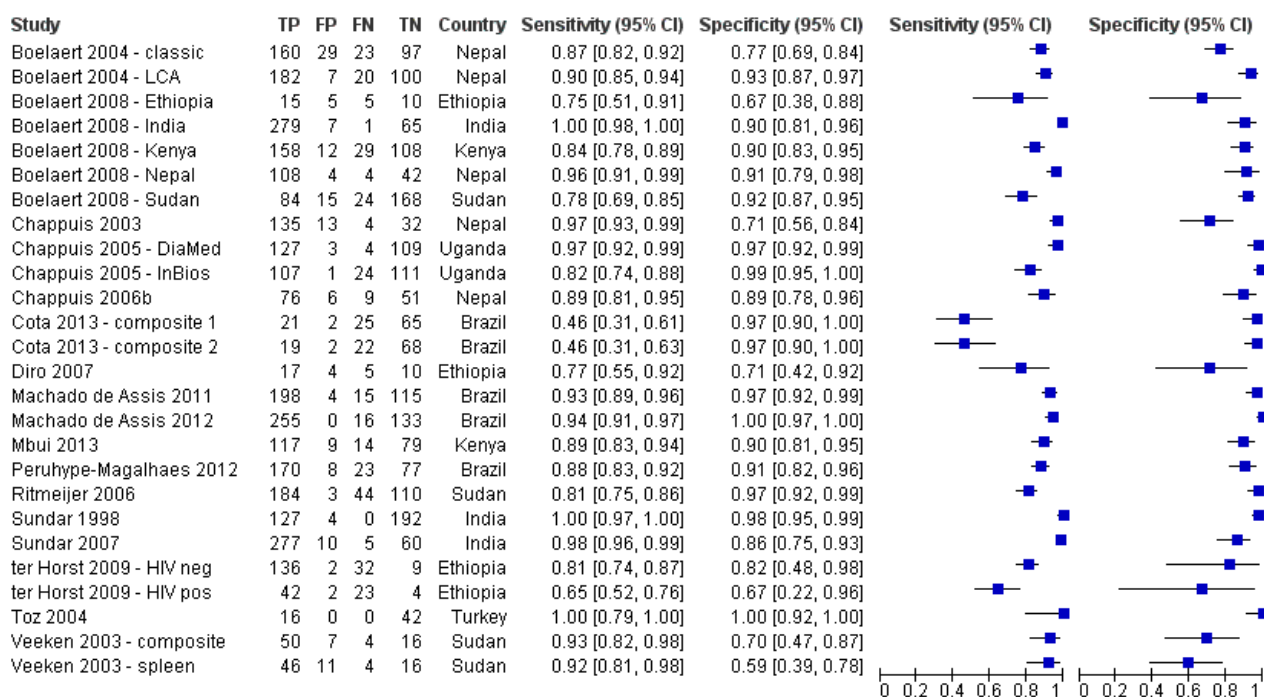 Study TP FP FN TN Country Sensitivity (95% CI) Specificity (95% CI) Sensitivity (95% CI) Specificity (95% CI)
Boelaert 2004 - classic 160 29 23 97 Nepal 0.87 [0.82, 0.92] 0.77 [0.69, 0.84]
Boelaert 2004 - LCA 182 7 20 100 Nepal 0.90 [0.85, 0.94] 0.93 [0.87, 0.97]
Boelaert 2008 - Ethiopia 15 5 5 10 Ethiopia 0.75 [0.51, 0.91] 0.67 [0.38, 0.88]
Boelaert 2008 - India 279 7 1 65 India 1.00 [0.98, 1.00] 0.90 [0.81, 0.96]
Boelaert 2008 - Kenya 158 12 29 108 Kenya 0.84 [0.78, 0.89] 0.90 [0.83, 0.95]
Boelaert 2008 - Nepal 108 4 4 42 Nepal 0.96 [0.91, 0.99] 0.91 [0.79, 0.98]
Boelaert 2008 - Sudan 84 15 24 168 Sudan 0.78 [0.69, 0.85] 0.92 [0.87, 0.95]
Chappuis 2003 135 13 4 32 Nepal 0.97 [0.93, 0.99] 0.71 [0.56, 0.84]
Chappuis 2005 - DiaMed 127 3 4 109 Uganda 0.97 [0.92, 0.99] 0.97 [0.92, 0.99]
Chappuis 2005 - InBios 107 1 24 111 Uganda 0.82 [0.74, 0.88] 0.99 [0.95, 1.00]
Chappuis 2006b 76 6 9 51 Nepal 0.89 [0.81, 0.95] 0.89 [0.78, 0.96]
Cota 2013 - composite 1 21 2 25 65 Brazil 0.46 [0.31, 0.61] 0.97 [0.90, 1.00]
Cota 2013 - composite 2 19 2 22 68 Brazil 0.46 [0.31, 0.63] 0.97 [0.90, 1.00]
Diro 2007 17 4 5 10 Ethiopia 0.77 [0.55, 0.92] 0.71 [0.42, 0.92]
Machado de Assis 2011 198 4 15 115 Brazil 0.93 [0.89, 0.96] 0.97 [0.92, 0.99]
Machado de Assis 2012 255 0 16 133 Brazil 0.94 [0.91, 0.97] 1.00 [0.97, 1.00]
Mbui 2013 117 9 14 79 Kenya 0.89 [0.83, 0.94] 0.90 [0.81, 0.95]
Peruhype-Magalhaes 2012 170 8 23 77 Brazil 0.88 [0.83, 0.92] 0.91 [0.82, 0.96]
Ritmeijer 2006 184 3 44 110 Sudan 0.81 [0.75, 0.86] 0.97 [0.92, 0.99]
Sundar 1998 127 4 0 192 India 1.00 [0.97, 1.00] 0.98 [0.95, 0.99]
Sundar 2007 277 10 5 60 India 0.98 [0.96, 0.99] 0.86 [0.75, 0.93]
ter Horst 2009 - HIV neg 136 2 32 9 Ethiopia 0.81 [0.74, 0.87] 0.82 [0.48, 0.98]
ter Horst 2009 - HIV pos 42 2 23 4 Ethiopia 0.65 [0.52, 0.76] 0.67 [0.22, 0.96]
Toz 2004 16 0 0 42 Turkey 1.00 [0.79, 1.00] 1.00 [0.92, 1.00]
Veeken 2003 - composite 50 7 4 16 Sudan 0.93 [0.82, 0.98] 0.70 [0.47, 0.87]
Veeken 2003 - spleen 46 11 4 16 Sudan 0.92 [0.81, 0.98] 0.59 [0.39, 0.78]
0 0.2 0.4 0.6 0.8 1 0 0.2 0.4 0.6 0.8 1